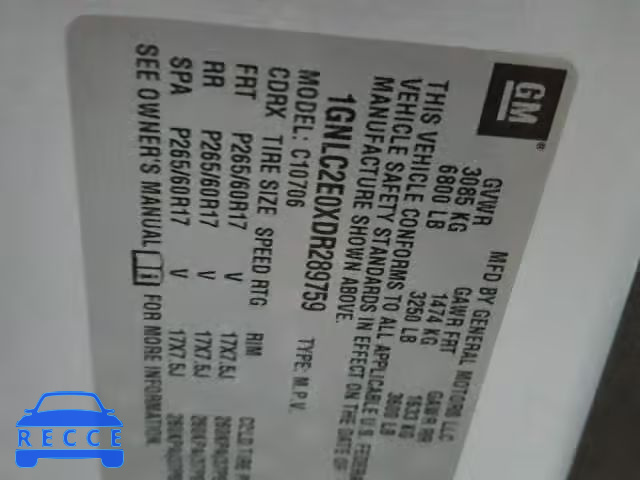 GM®
MFD BY GENERAL MOTORS LLC
GVWR GAWR FRT GAWR RR
3085 KG 1474 KG 1633 KG
6800 LB 3250 LB 3600 LB
THIS VEHICLE CONFORMS TO ALL APPLICABLE U.S. FEDERAL
VEHICLE SAFETY STANDARDS IN EFFECT ON THE DATE OF
MANUFACTURE SHOWN ABOVE.
1GNLC2E0XDR289759
TYPE: M.P.V.
MODEL: C10706
CDRX TIRE SIZE SPEED RTG RIM COLD TIRE
FRT P265/60R17 V 17X7.5J
RR P265/60R17 V 17X7.5J
SPA P265/60R17 V 17X7.5J
SEE OWNER'S MANUAL FOR MORE INFORMATION.
RECCE